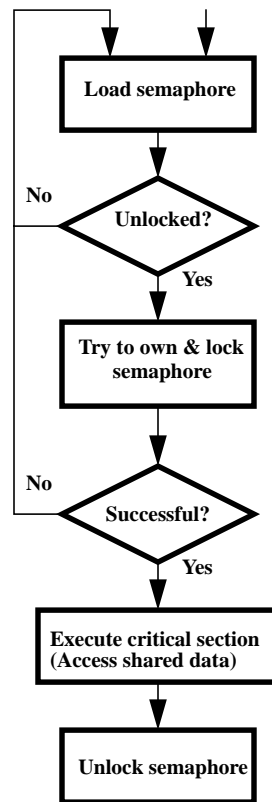 Load semaphore
No
Unlocked?
Yes
Try to own & lock
semaphore
No
Successful?
Yes
Execute critical section
(Access shared data)
Unlock semaphore